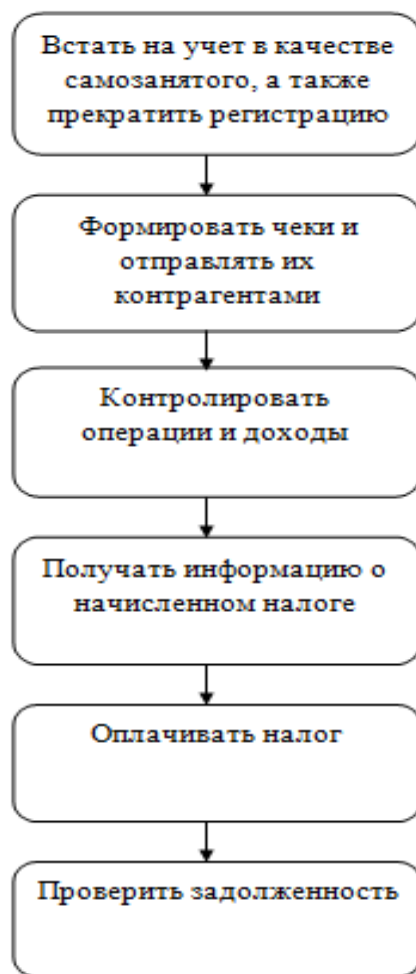 Встать на учет в качестве
самозанятого, а также
прекратить регистрацию
Формировать чеки и
отправлять их
контрагентами
Контролировать
операции и доходы
Получать информацию о
начисленном налоге
Оплачивать налог
Проверить задолженность